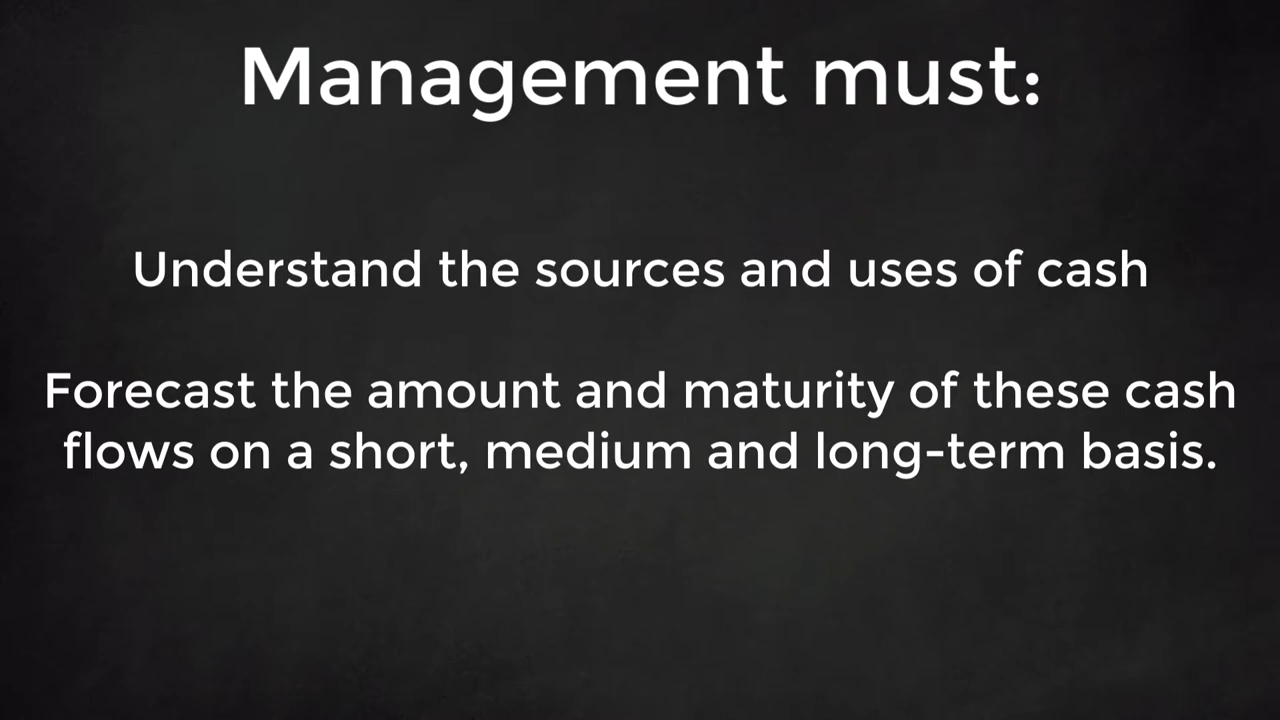 Management must:
Understand the sources and uses of cash
Forecast the amount and maturity of these cash
flows on a short, medium and long-term basis.